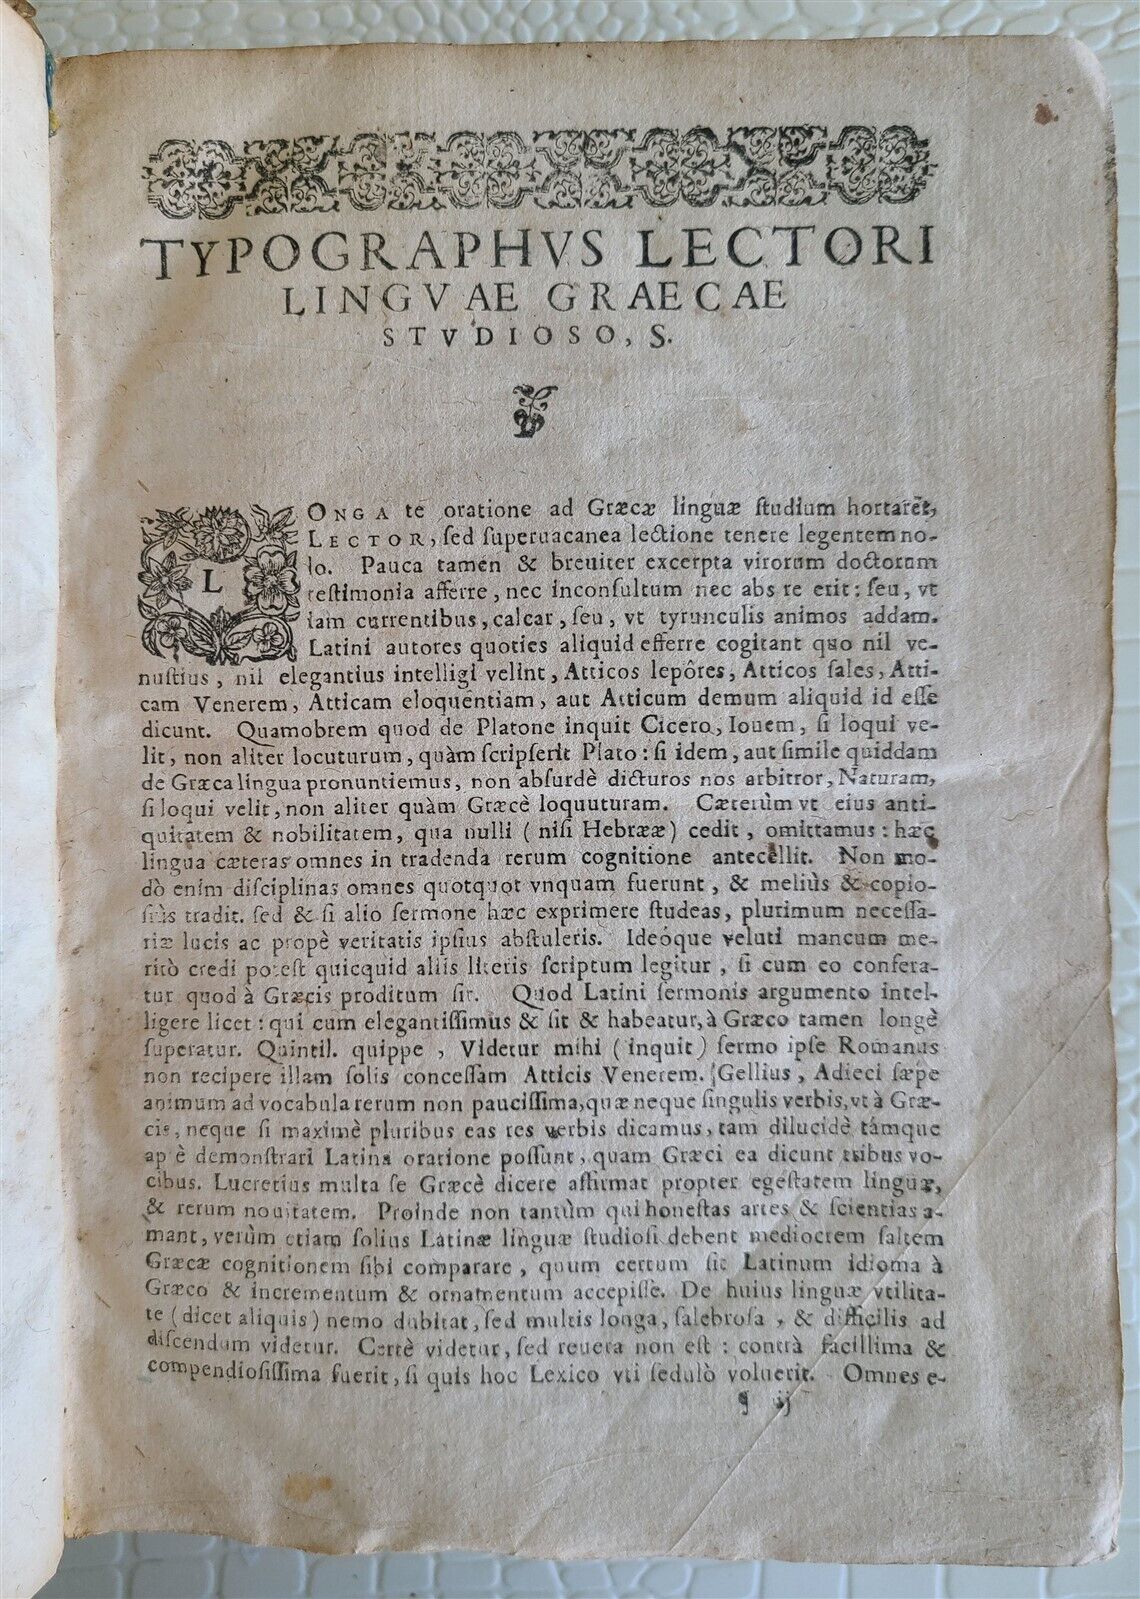 TYPOGRAPHVS LECTORI
LINGVAE GRAECAE
STVDIOSO, S.
LONGA te oratione ad Græcæ linguæ ſtudium hortarer,
LECTOR, ſed ſuperuacanea lectione tenere legentem no-
lo. Pauca tamen & breuiter excerpta virorum doctorum
teſtimonia afferre, nec inconſultum nec abs re erit: ſeu, vt
iam currentibus, calcar, ſeu, vt tyrunculis animos addam.
Latini autores quoties aliquid efferre cogitant quo nil ve-
nuſtius, nil elegantius intelligi velint, Atticos lepôres, Atticos ſales, Atti-
cam Venerem, Atticam eloquentiam, aut Atticum demum aliquid id eſſe
dicunt. Quamobrem quod de Platone inquit Cicero, Iouem, ſi loqui ve-
lit, non aliter locuturum, quàm ſcripſerit Plato: ſi idem, aut ſimile quiddam
de Græca lingua pronuntiemus, non abſurdè dicturos nos arbitror, Naturam,
ſi loqui velit, non aliter quàm Græcè loquuturam. Cæterùm vt eius anti-
quitatem & nobilitatem, qua nulli (niſi Hebrææ) cedit, omittamus: hæc
lingua cæteras omnes in tradenda rerum cognitione antecellit. Non mo-
dò enim diſciplinas omnes quotquot vnquam fuerunt, & meliùs & copio-
ſiùs tradit. ſed & ſi alio ſermone hæc exprimere ſtudeas, plurimum neceſſa-
riæ lucis ac propè veritatis ipſius abſtuleris. Ideóque veluti mancum me-
ritò credi poteſt quicquid aliis literis ſcriptum legitur, ſi cum eo confera-
tur quod à Græcis proditum ſit. Quod Latini ſermonis argumento intel-
ligere licet: qui cum elegantiſſimus & ſit & habeatur, à Græco tamen longè
ſuperatur. Quintil. quippe, Videtur mihi (inquit) ſermo ipſe Romanus
non recipere illam ſolis conceſſam Atticis Venerem. Gellius, Adieci ſæpe
animum ad vocabula rerum non pauciſſima, quæ neque ſingulis verbis, vt à Græ-
cis, neque ſi maximè pluribus eas res verbis dicamus, tam dilucidè támque
apté demonſtrari Latina oratione poſſunt, quam Græci ea dicunt tribus vo-
cibus. Lucretius multa ſe Græcè dicere affirmat propter egeſtatem linguæ,
& rerum nouitatem. Proinde non tantùm qui honeſtas artes & ſcientias a-
mant, verùm etiam ſolius Latinæ linguæ ſtudioſi debent mediocrem ſaltem
Græcæ cognitionem ſibi comparare, quum certum ſit Latinum idioma à
Græco & incrementum & ornamentum accepiſſe. De huius linguæ vtilita-
te (dicet aliquis) nemo dubitat, ſed multis longa, ſalebroſa, & difficilis ad
diſcendum videtur. Certè videtur, ſed reuera non eſt: contrà facillima &
compendioſiſſima fuerit, ſi quis hoc Lexico vti ſedulò voluerit. Omnes e-
¶ ij